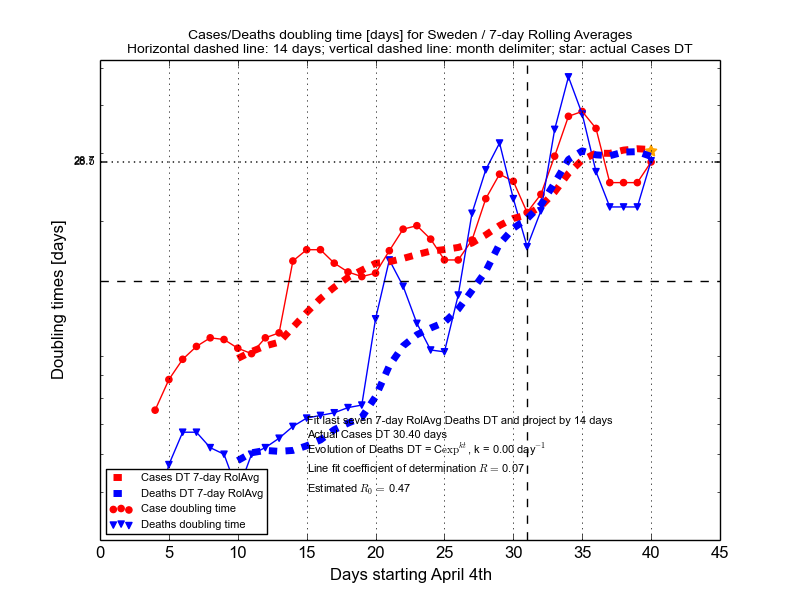 Cases/Deaths doubling time [days] for Sweden / 7-day Rolling Averages
Horizontal dashed line: 14 days; vertical dashed line: month delimiter; star: actual Cases DT
Doubling times [days]
Fit last seven 7-day RolAvg Deaths DT and project by 14 days
Actual Cases DT 30.40 days
Evolution of Deaths DT = Cexp^{kt}, k = 0.00 day^{-1}
Line fit coefficient of determination R = 0.07
Estimated R_0 = 0.47
Cases DT 7-day RolAvg
Deaths DT 7-day RolAvg
Case doubling time
Deaths doubling time
0 5 10 15 20 25 30 35 40 45
Days starting April 4th